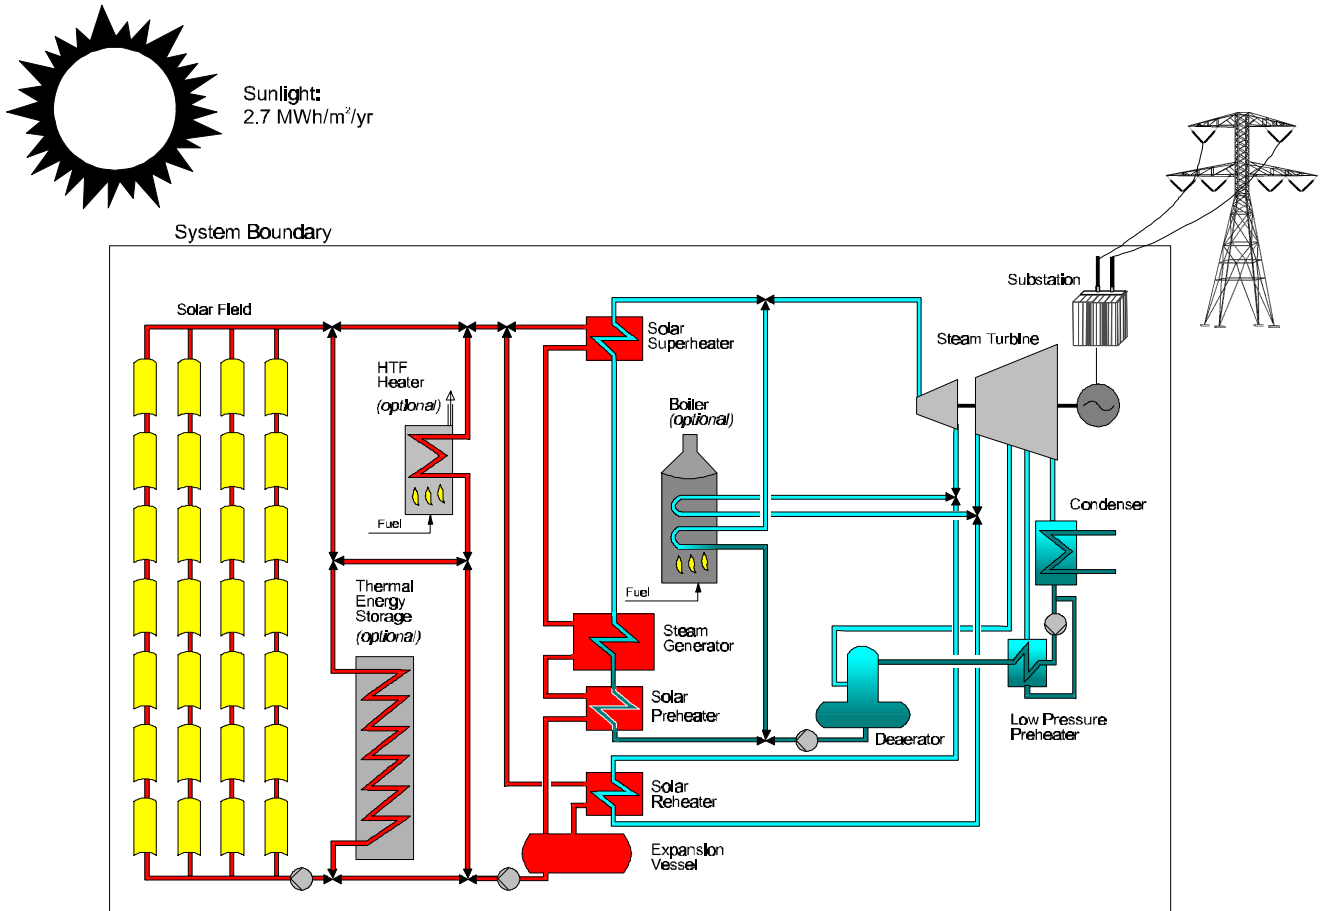 Sunlight:
2.7 MWh/m²/yr
System Boundary
Substation
Solar Field
Solar
Superheater
Steam Turbine
HTF
Heater
(optional)
Boiler
(optional)
Fuel
Condenser
Thermal
Energy
Storage
(optional)
Fuel
Steam
Generator
Solar
Preheater
Deaerator
Low Pressure
Preheater
Solar
Reheater
Expansion
Vessel